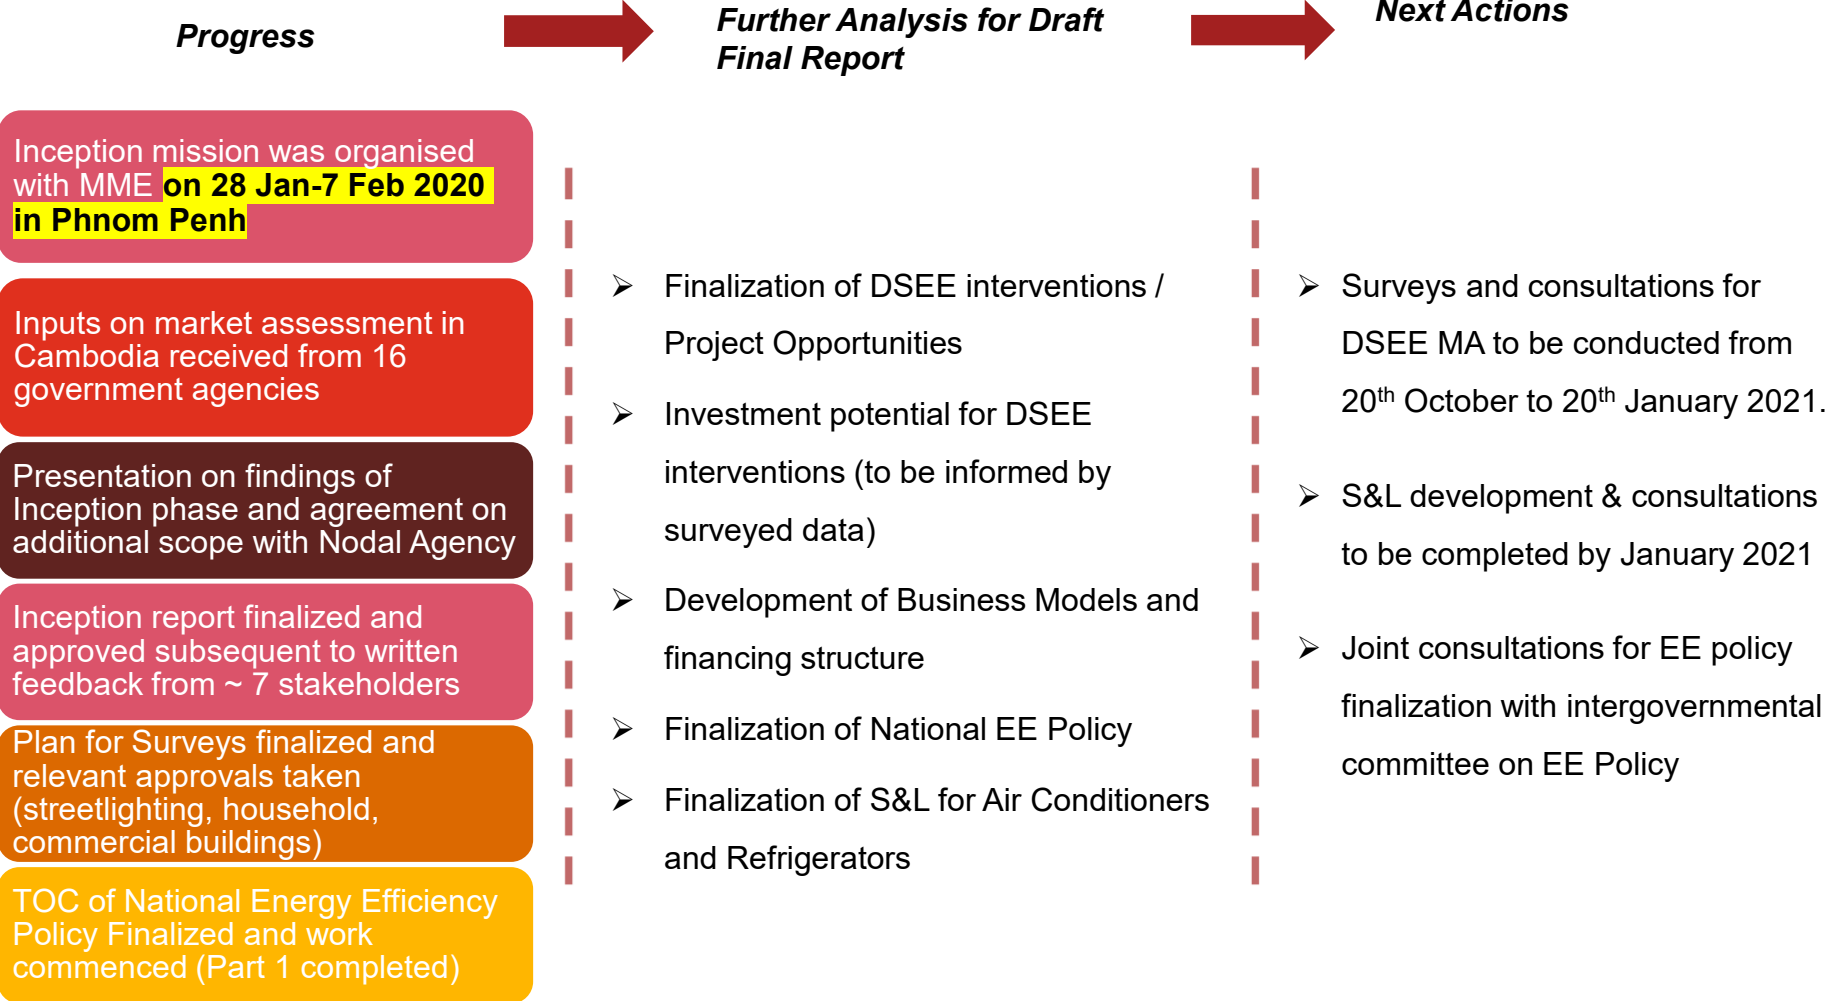 Progress
Further Analysis for Draft
Final Report
Next Actions
Inception mission was organised
with MME on 28 Jan-7 Feb 2020
in Phnom Penh
Inputs on market assessment in
Cambodia received from 16
government agencies
Presentation on findings of
Inception phase and agreement on
additional scope with Nodal Agency
Inception report finalized and
approved subsequent to written
feedback from ~ 7 stakeholders
Plan for Surveys finalized and
relevant approvals taken
(streetlighting, household,
commercial buildings)
TOC of National Energy Efficiency
Policy Finalized and work
commenced (Part 1 completed)
➢ Finalization of DSEE interventions /
Project Opportunities
➢ Investment potential for DSEE
interventions (to be informed by
surveyed data)
➢ Development of Business Models and
financing structure
➢ Finalization of National EE Policy
➢ Finalization of S&L for Air Conditioners
and Refrigerators
➢ Surveys and consultations for
DSEE MA to be conducted from
20th October to 20th January 2021.
➢ S&L development & consultations
to be completed by January 2021
➢ Joint consultations for EE policy
finalization with intergovernmental
committee on EE Policy